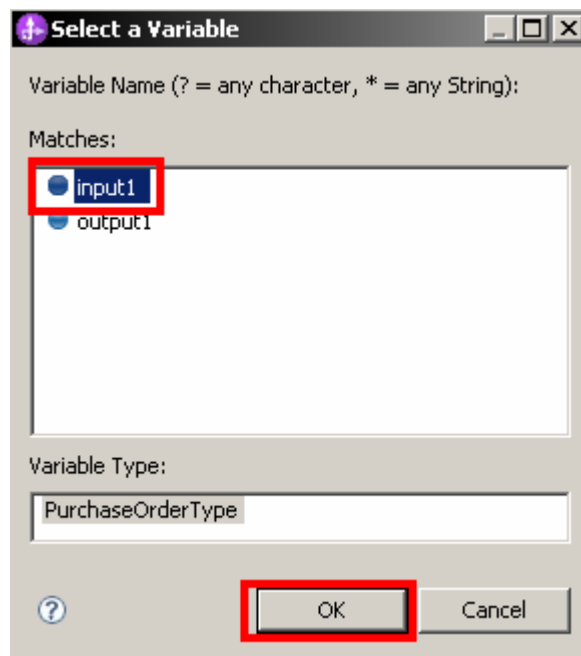 Select a Variable
Variable Name (? = any character, * = any String):
Matches:
input1
output1
Variable Type:
PurchaseOrderType
?
OK
Cancel